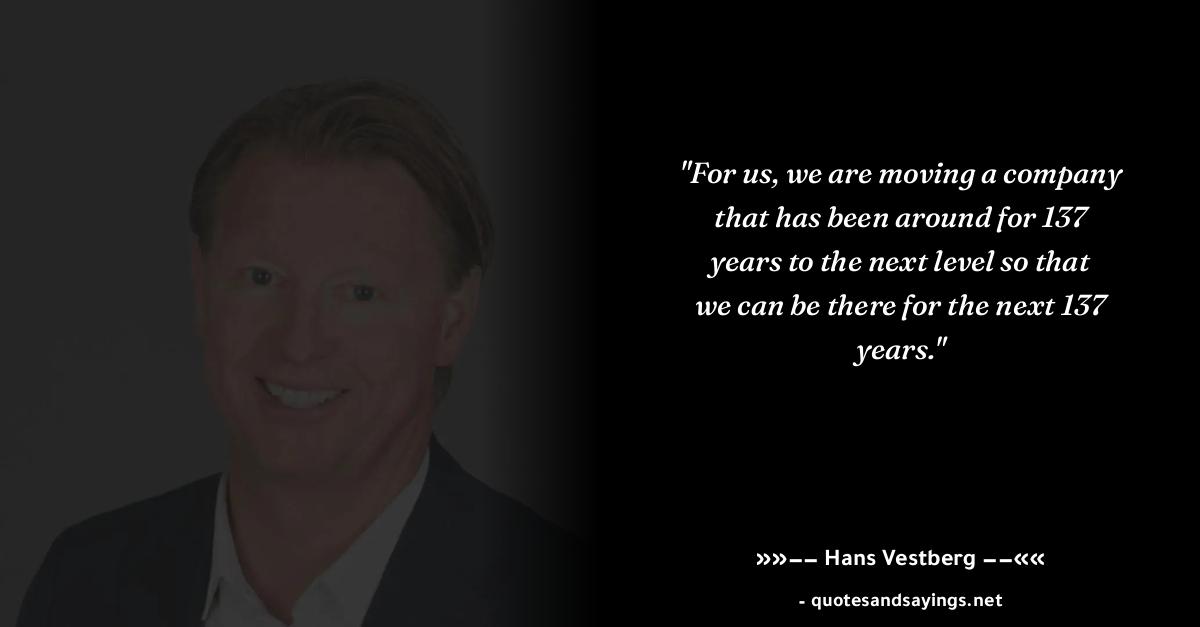 "For us, we are moving a company
that has been around for 137
years to the next level so that
we can be there for the next 137
years."
»»−− Hans Vestberg −−««
- quotesandsayings.net